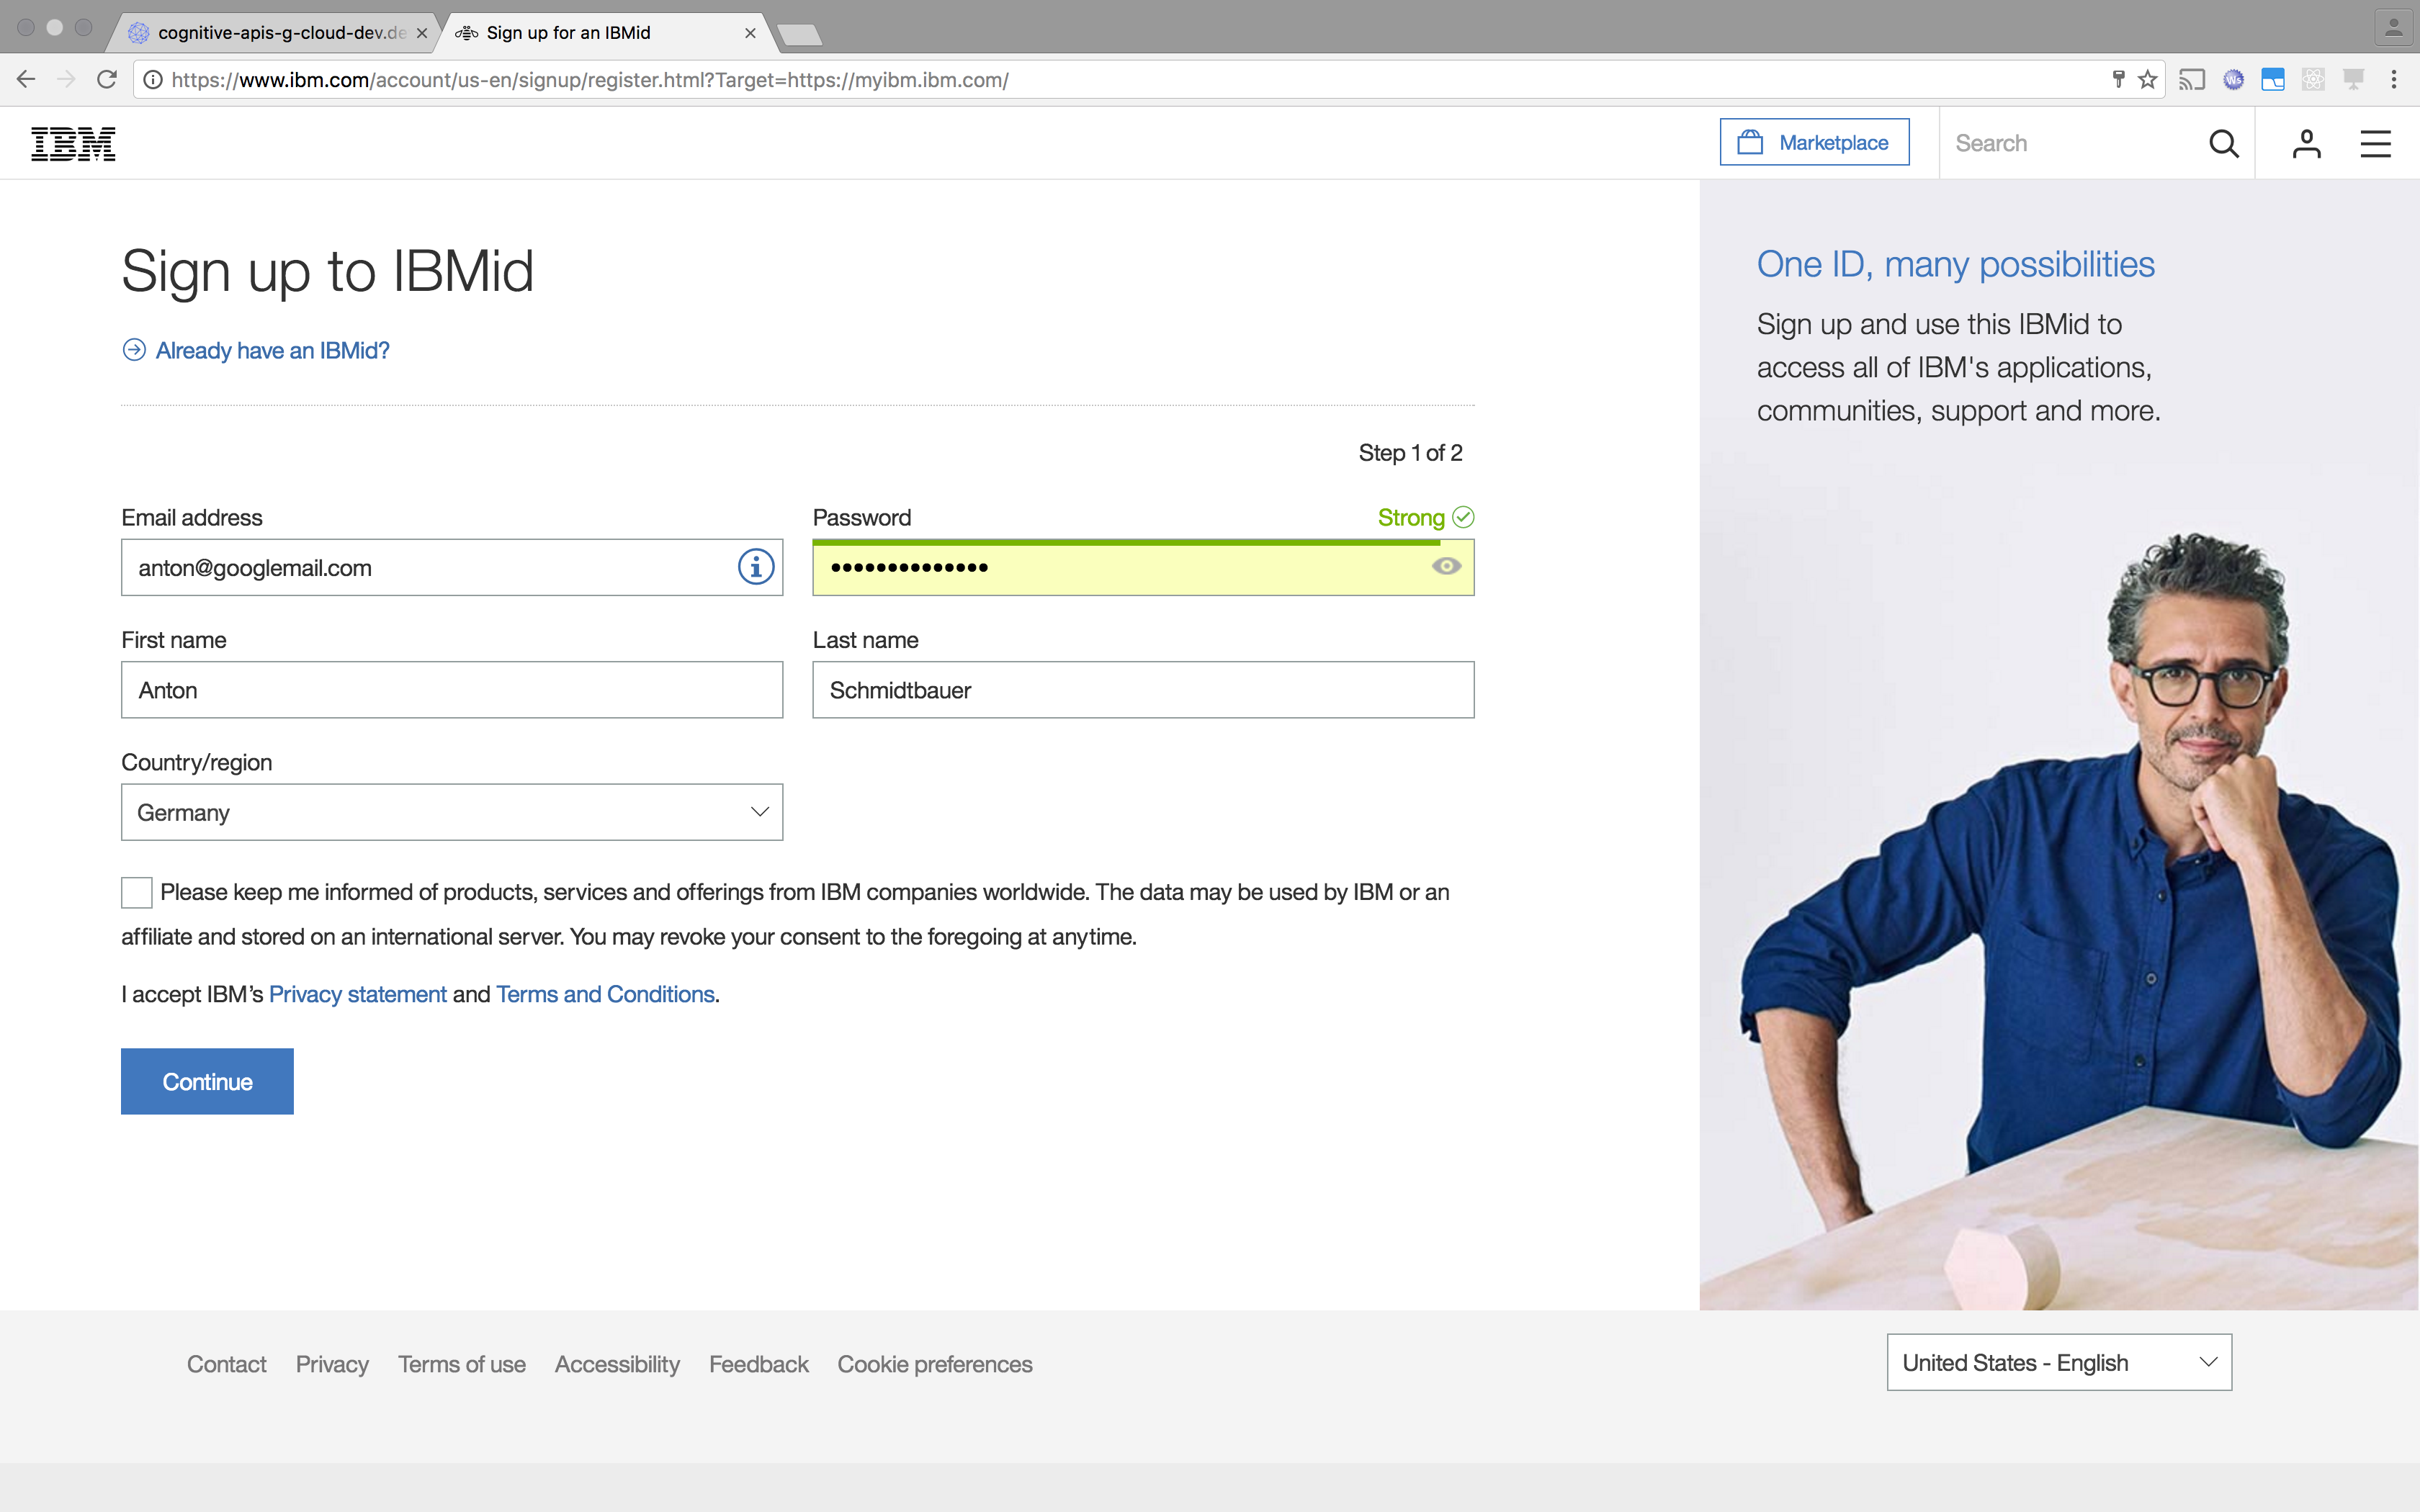 cognitive-apis-g-cloud-dev.de
Sign up for an IBMid
https://www.ibm.com/account/us-en/signup/register.html?Target=https://myibm.ibm.com/
IBM
Marketplace
Search
Sign up to IBMid
Already have an IBMid?
Step 1 of 2
Email address
Password
Strong
anton@googlemail.com
••••••••••••••
First name
Last name
Anton
Schmidtbauer
Country/region
Germany
Please keep me informed of products, services and offerings from IBM companies worldwide. The data may be used by IBM or an
affiliate and stored on an international server. You may revoke your consent to the foregoing at anytime.
I accept IBM’s Privacy statement and Terms and Conditions.
Continue
One ID, many possibilities
Sign up and use this IBMid to
access all of IBM's applications,
communities, support and more.
Contact Privacy Terms of use Accessibility Feedback Cookie preferences
United States - English